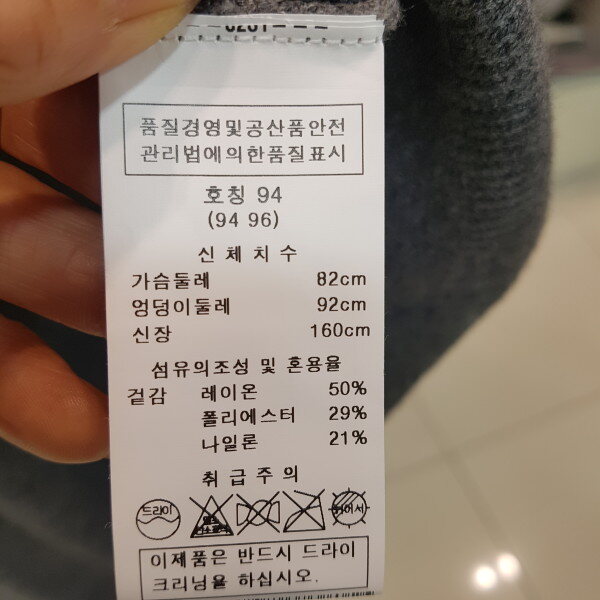 품질경영및공산품안전
관리법에의한품질표시
호칭 94
(94 96)
신체치수
가슴둘레 82cm
엉덩이둘레 92cm
신장 160cm
섬유의조성 및 혼용율
겉감 레이온 50%
폴리에스터 29%
나일론 21%
취급주의
드라이
이제품은 반드시 드라이
크리닝을 하십시오.